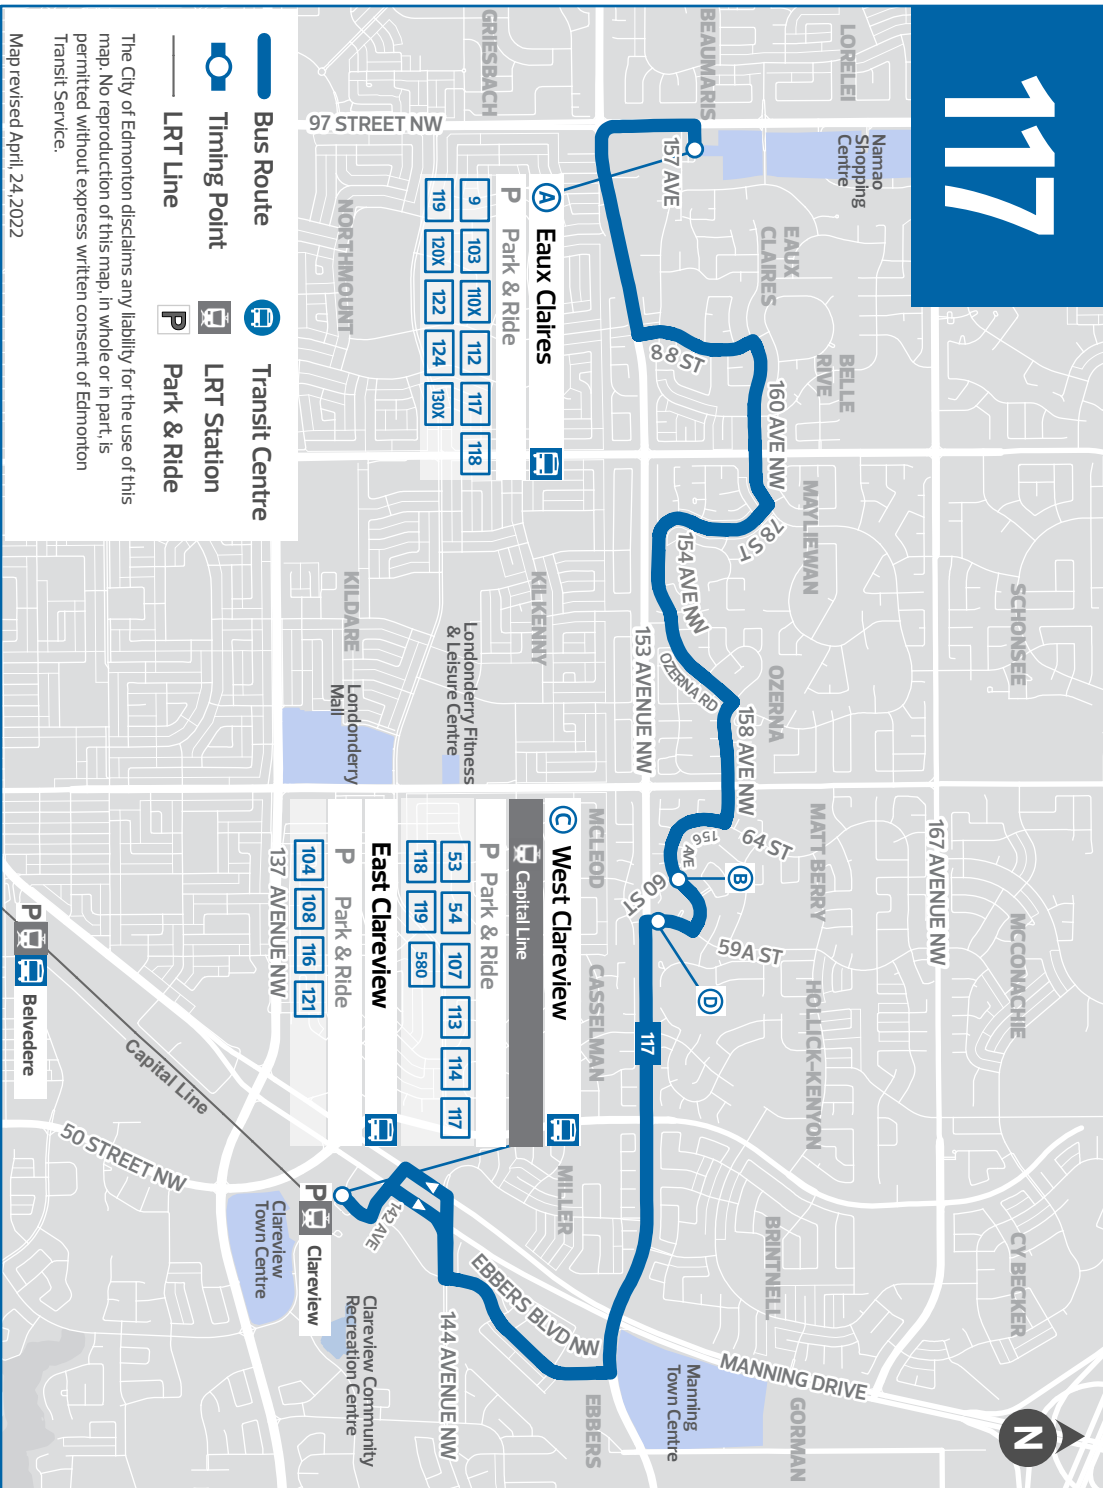 117
LORELEI
BEAUMARIS
GRIESBACH
Namao
Shopping
Centre
97 STREET NW
157 AVE
EAUX
CLAIRES
BELLE
RIVE
88 ST
160 AVE NW
78 ST
MAYLIEWAN
154 AVE NW
OZERNA RD
OZERNA
158 AVE NW
153 AVENUE NW
SCHONSEE
NORTHMOUNT
KILDARE
KILKENNY
Londonderry Fitness
& Leisure Centre
Londonderry
Mall
A Eaux Claires
P Park & Ride
9 103 110X 112 117 118
119 120X 122 124 130X
MATT BERRY
64 ST
156
AVE
B
60 ST
59A ST
D
167 AVENUE NW
MCCONACHIE
HOLLICK-KENYON
MCLEOD
CASSELMAN
117
C West Clareview
Capital Line
P Park & Ride
53 54 107 113 114 117
118 119 580
East Clareview
P Park & Ride
104 108 116 121
137 AVENUE NW
MILLER
BRINTNELL
CY BECKER
EBBERS BLVD NW
MANNING DRIVE
Manning
Town Centre
GORMAN
EBBERS
144 AVENUE NW
142 AVE
P Clareview
Clareview
Town Centre
Clareview Community
Recreation Centre
50 STREET NW
Capital Line
P Belvedere
N
Bus Route
Timing Point
LRT Line
Transit Centre
LRT Station
P Park & Ride
The City of Edmonton disclaims any liability for the use of this
map. No reproduction of this map, in whole or in part, is
permitted without express written consent of Edmonton
Transit Service.
Map revised April, 24,2022